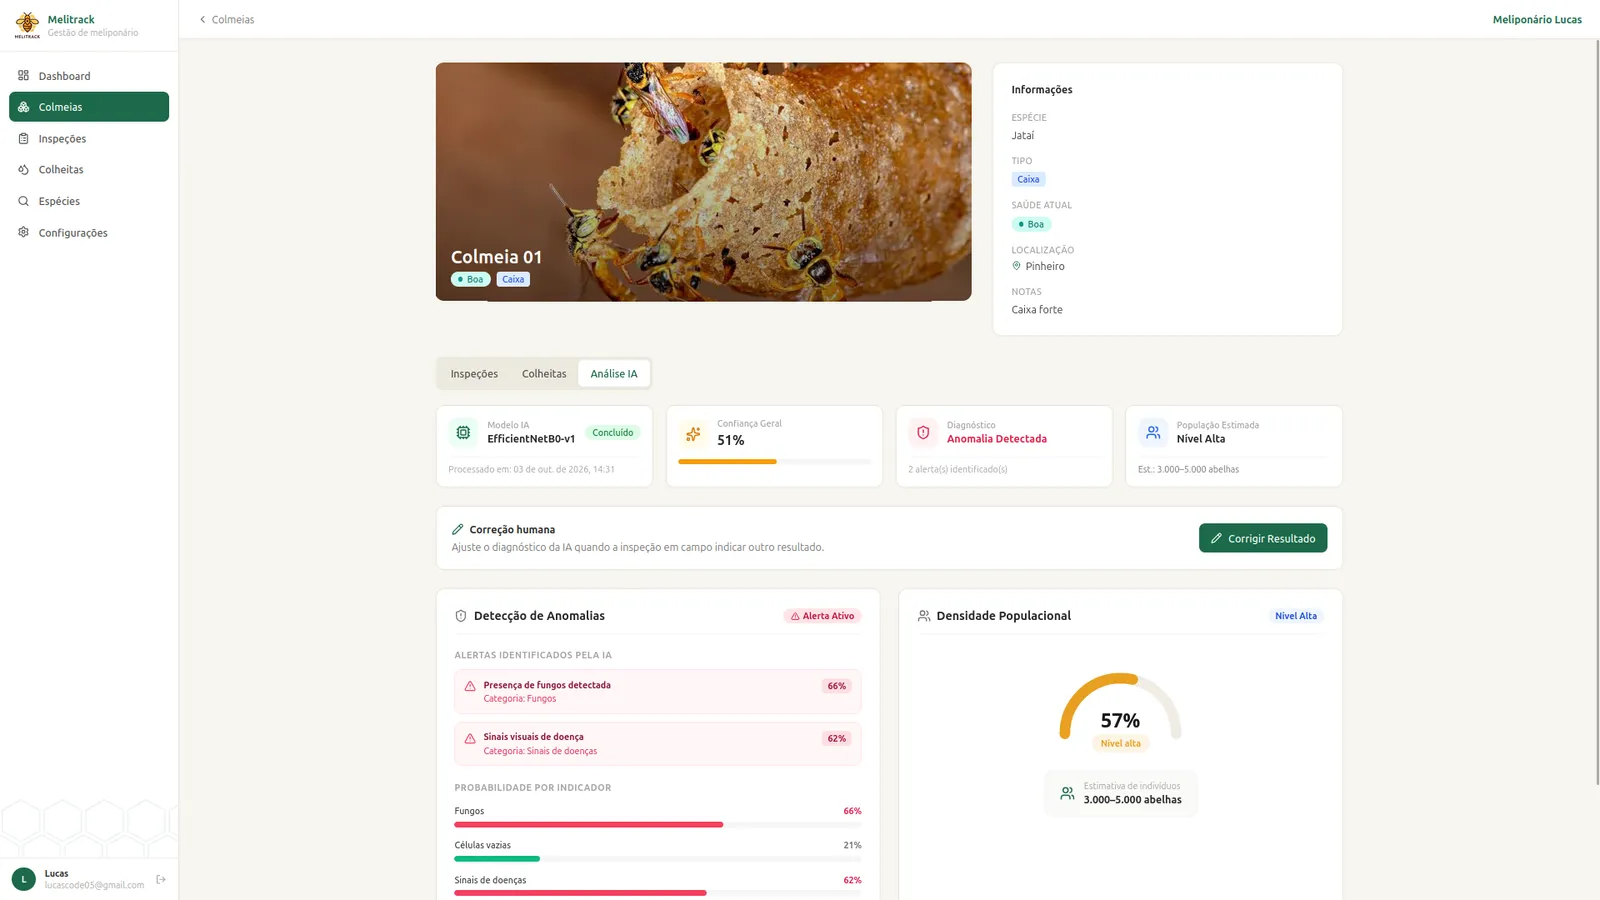 Melitrack
Gestão de meliponário
MELITRACK
Dashboard
Colmeias
Inspeções
Colheitas
Espécies
Configurações
L
Lucas
lucascode05@gmail.com
Colmeias
Meliponário Lucas
Colmeia 01
Boa
Caixa
Informações
ESPÉCIE
Jataí
TIPO
Caixa
SAÚDE ATUAL
Boa
LOCALIZAÇÃO
Pinheiro
NOTAS
Caixa forte
Inspeções
Colheitas
Análise IA
Modelo IA
EfficientNetB0-v1
Concluído
Processado em: 03 de out. de 2026, 14:31
Confiança Geral
51%
Diagnóstico
Anomalia Detectada
2 alerta(s) identificado(s)
População Estimada
Nível Alta
Est.: 3.000–5.000 abelhas
Correção humana
Ajuste o diagnóstico da IA quando a inspeção em campo indicar outro resultado.
Corrigir Resultado
Detecção de Anomalias
Alerta Ativo
ALERTAS IDENTIFICADOS PELA IA
Presença de fungos detectada
66%
Categoria: Fungos
Sinais visuais de doença
62%
Categoria: Sinais de doenças
PROBABILIDADE POR INDICADOR
Fungos
66%
Células vazias
21%
Sinais de doenças
62%
Densidade Populacional
Nível Alta
57%
Nível alta
Estimativa de indivíduos
3.000–5.000 abelhas